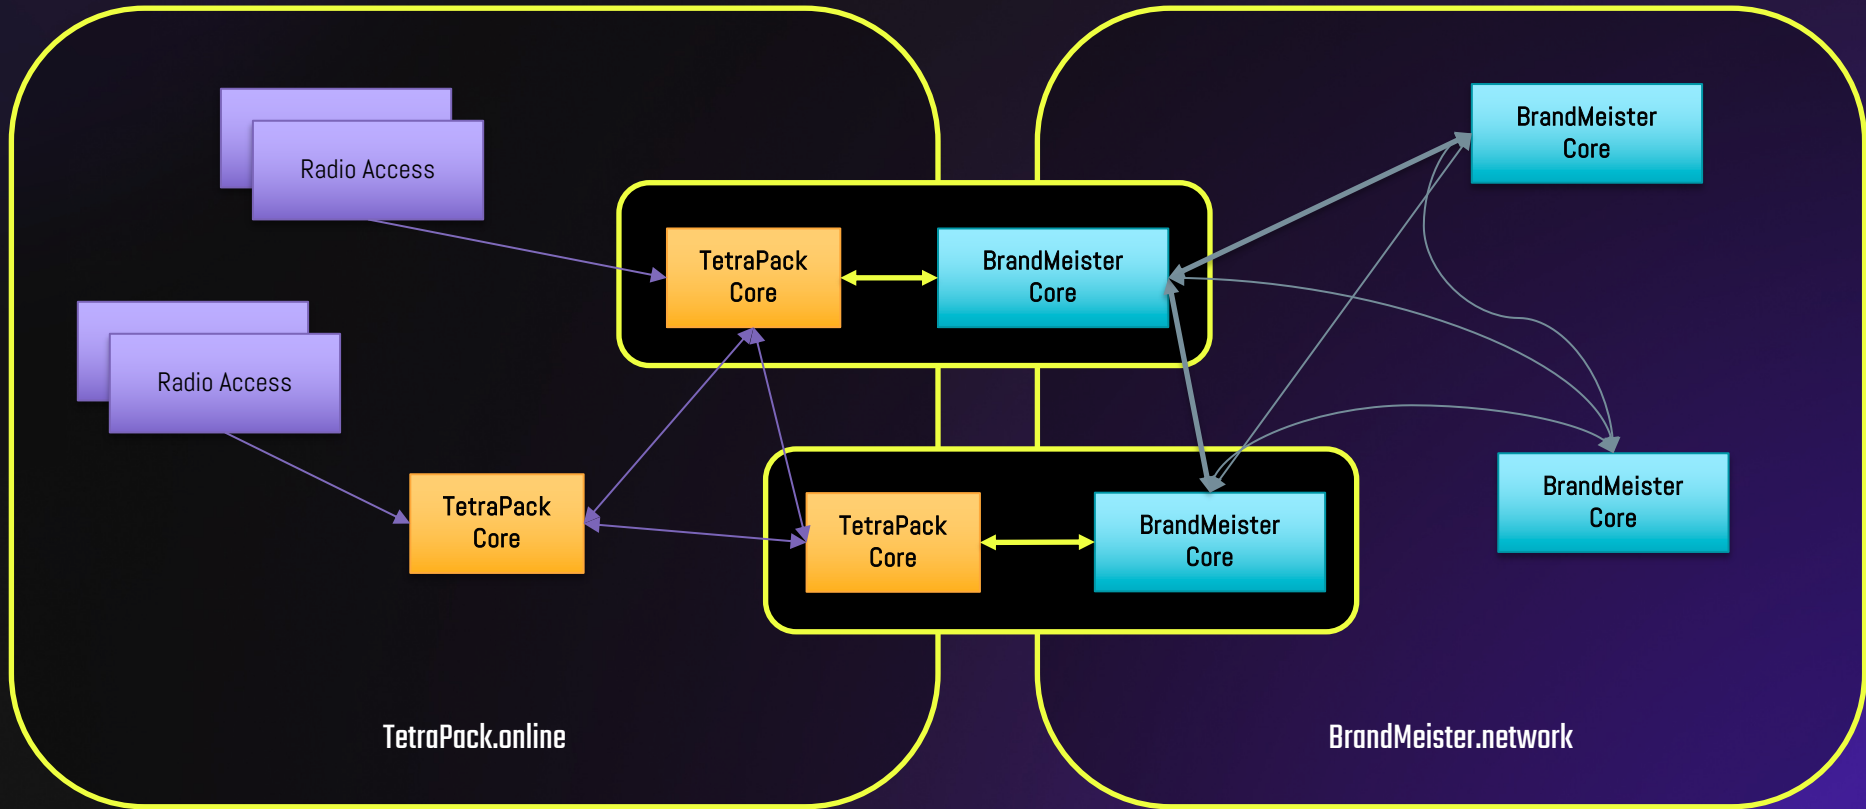 BrandMeister
Core
Radio Access
TetraPack
Core
BrandMeister
Core
Radio Access
TetraPack
Core
TetraPack
Core
BrandMeister
Core
BrandMeister
Core
TetraPack.online
BrandMeister.network